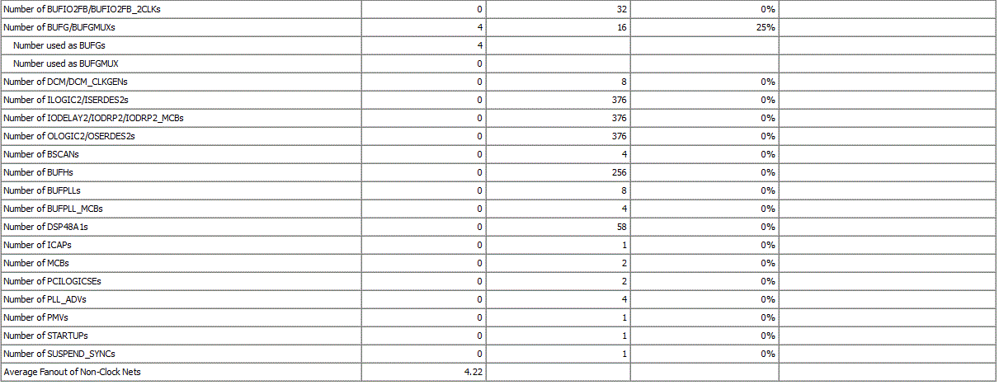 Number of BUFIO2FB/BUFIO2FB_2CLKs 0 32 0%
Number of BUFG/BUFGMUXs 4 16 25%
Number used as BUFGs 4
Number used as BUFGMUX 0
Number of DCM/DCM_CLKGENs 0 8 0%
Number of ILOGIC2/ISERDES2s 0 376 0%
Number of IODELAY2/IODRP2/IODRP2_MCBs 0 376 0%
Number of OLOGIC2/OSERDES2s 0 376 0%
Number of BSCANs 0 4 0%
Number of BUFHs 0 256 0%
Number of BUFPLLs 0 8 0%
Number of BUFPLL_MCBs 0 4 0%
Number of DSP48A1s 0 58 0%
Number of ICAPs 0 1 0%
Number of MCBs 0 2 0%
Number of PCILOGICSEs 0 2 0%
Number of PLL_ADVs 0 4 0%
Number of PMVs 0 1 0%
Number of STARTUPs 0 1 0%
Number of SUSPEND_SYNCs 0 1 0%
Average Fanout of Non-Clock Nets 4.22